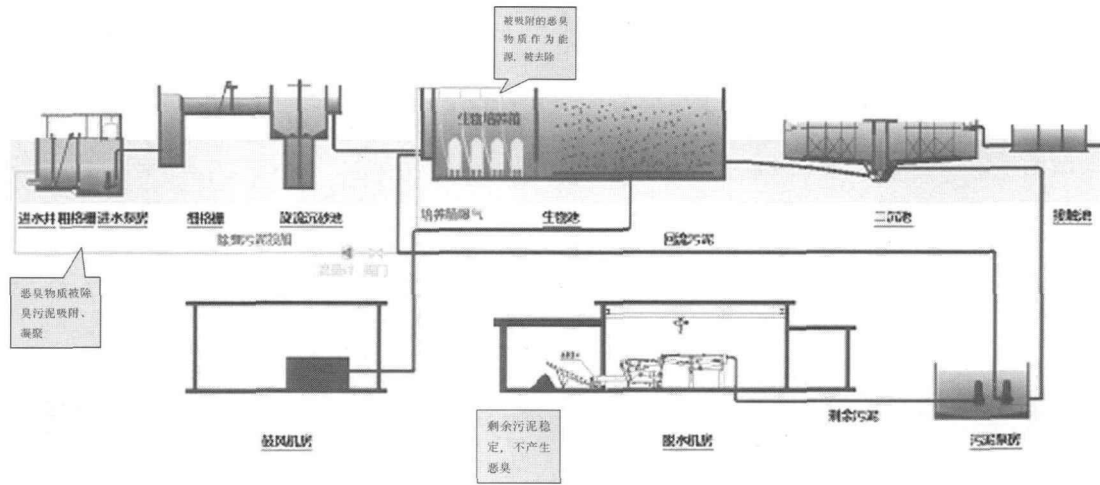 被吸附的恶臭
物质作为能
源，被去除
生物培养箱
进水井 粗格栅 进水泵房
细格栅
旋流沉砂池
培养箱曝气
生物池
二沉池
接触池
除臭污泥投加
回流污泥
流量计 阀门
恶臭物质被除
臭污泥吸附、
凝聚
剩余污泥
鼓风机房
剩余污泥稳
定，不产生
恶臭
脱水机房
污泥泵房